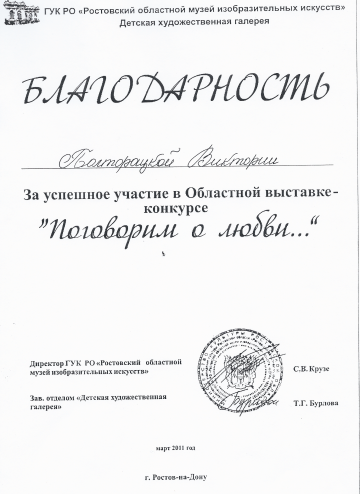 ГУК РО «Ростовский областной музей изобразительных искусств»
Детская художественная галерея
БЛАГОДАРНОСТЬ
Полторацкой Виктории
За успешное участие в Областной выставке-
конкурсе
"Поговорим о любви..."
Директор ГУК РО «Ростовский областной
музей изобразительных искусств»
С.В. Крузе
Зав. отделом «Детская художественная
галерея»
Т.Г. Бурлова
март 2011 год
г. Ростов-на-Дону